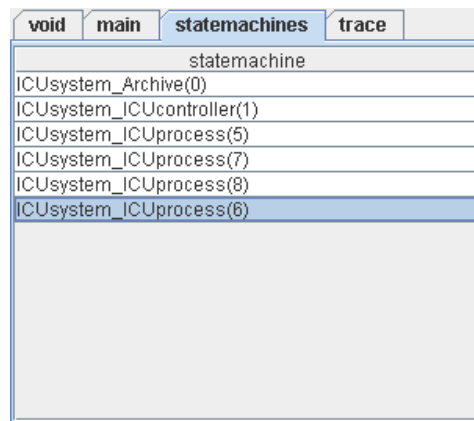 void main statemachines trace
statemachine
ICUsystem_Archive(0)
ICUsystem_ICUcontroller(1)
ICUsystem_ICUprocess(5)
ICUsystem_ICUprocess(7)
ICUsystem_ICUprocess(8)
ICUsystem_ICUprocess(6)